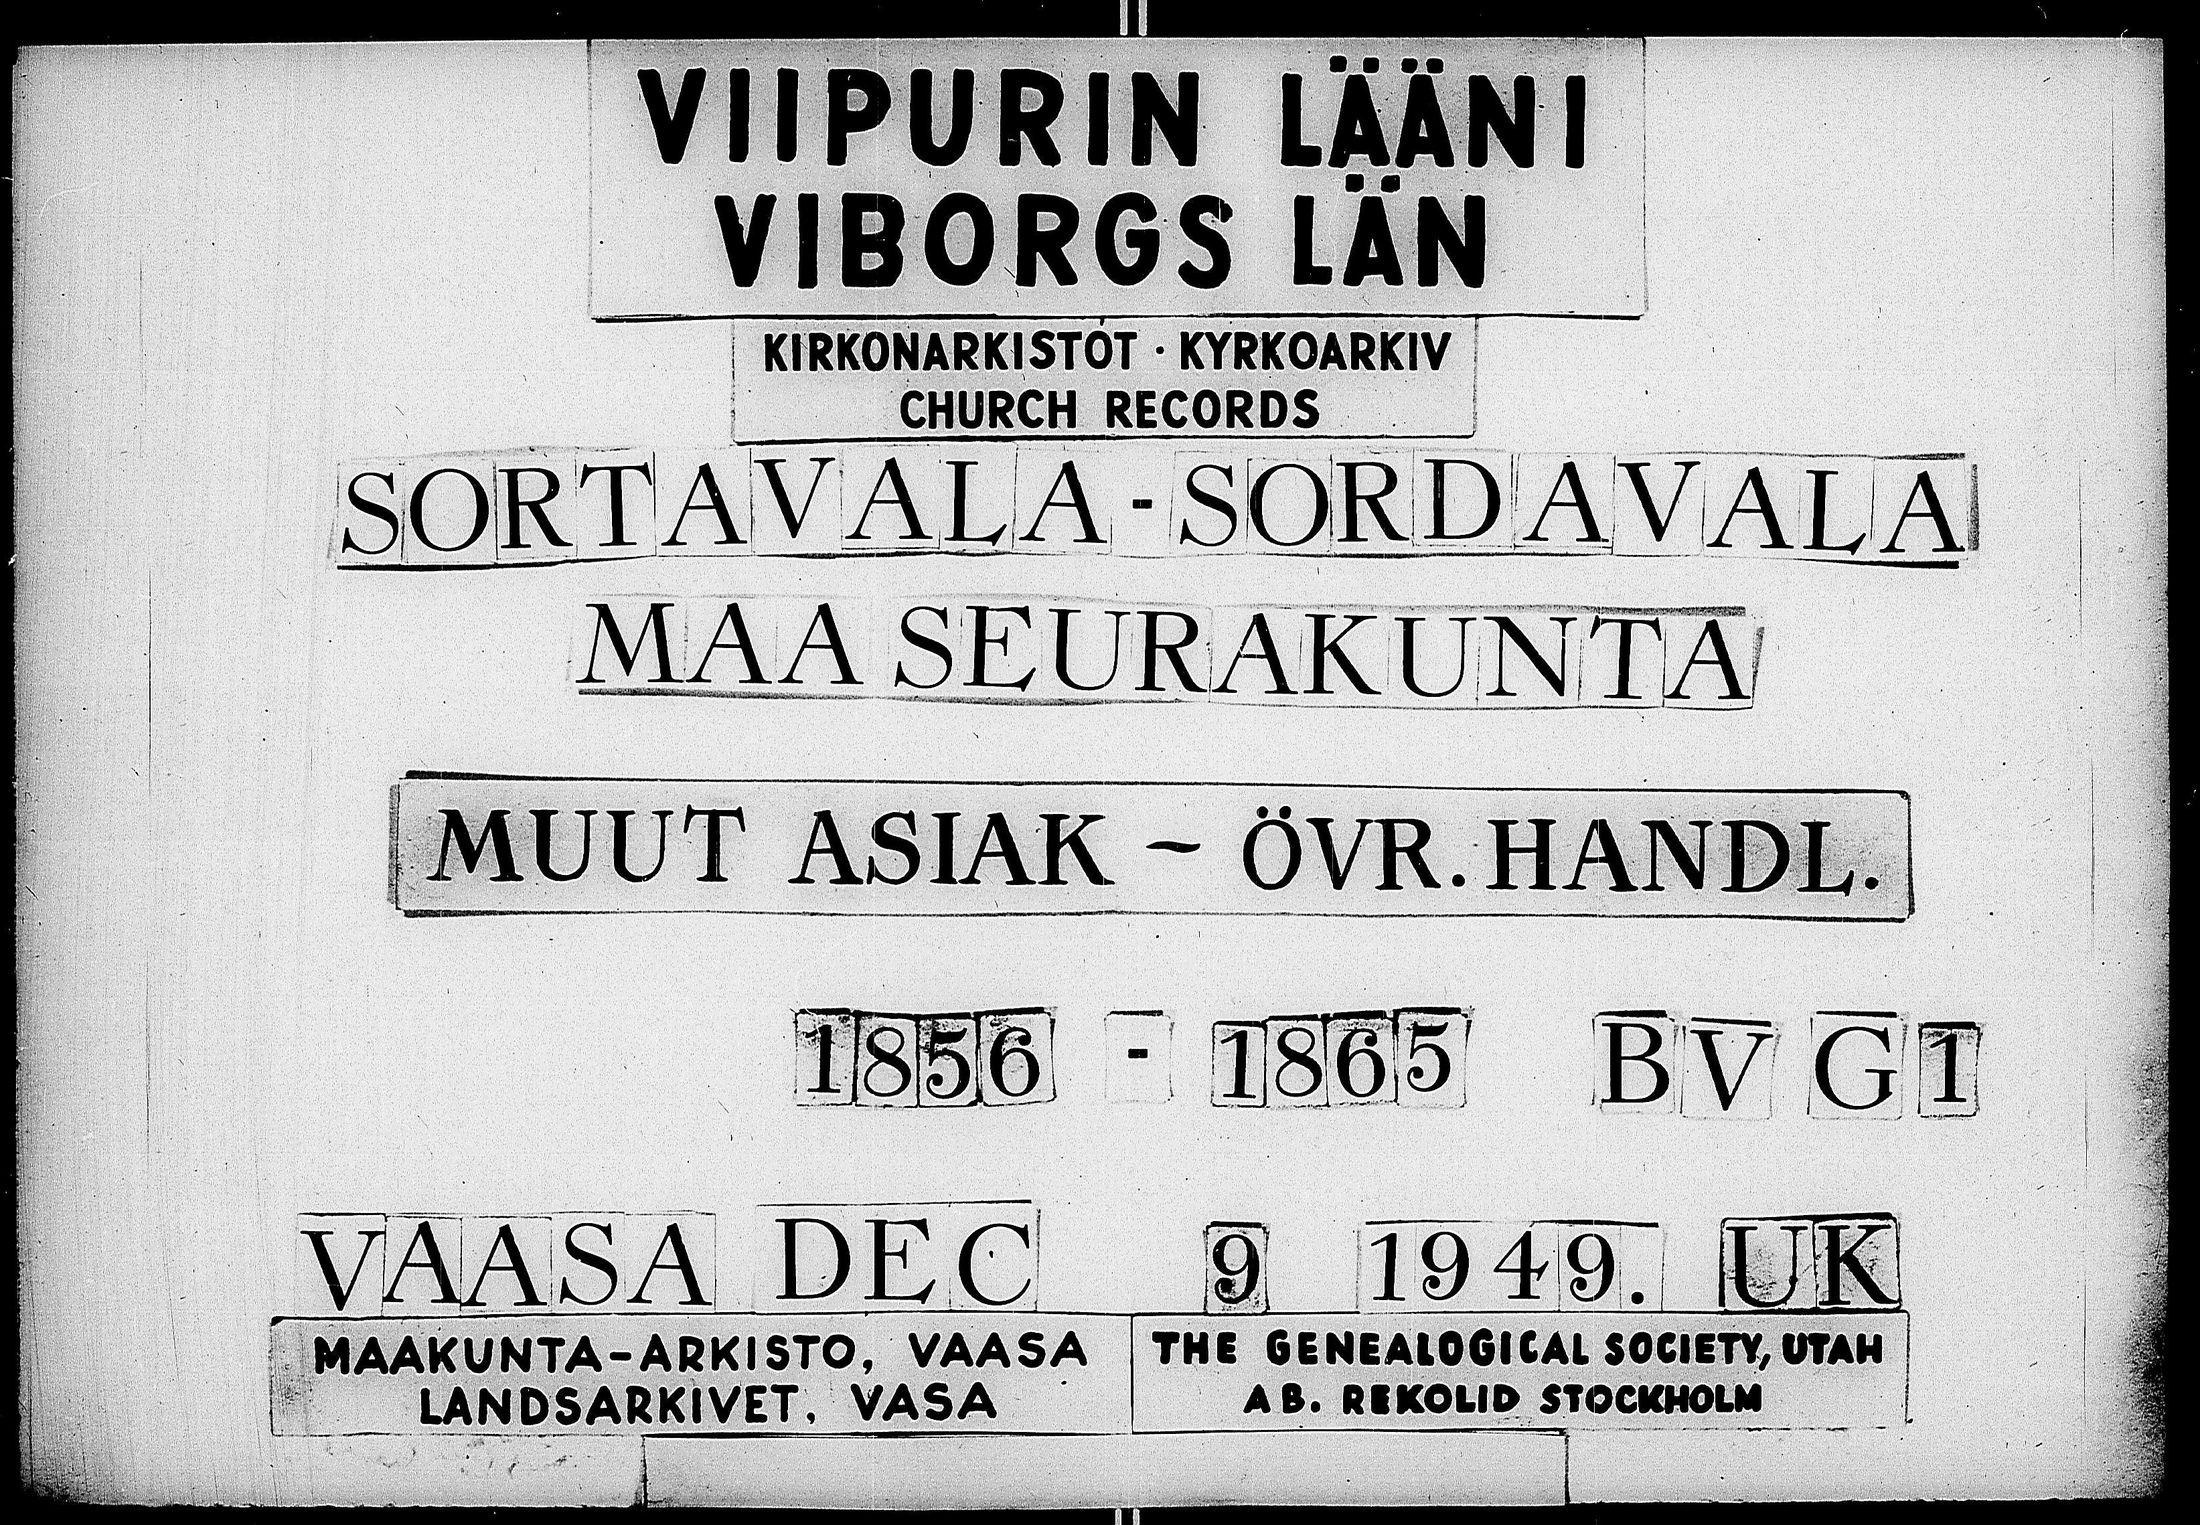 VIIPURIN LÄÄNI
VIBORGS LÄN
KIRKONARKISTOT · KYRKOARKIV
CHURCH RECORDS
SORTAVALA - SORDAVALA
MAA SEURAKUNTA
MUUT ASIAK ~ ÖVR. HANDL.
1856 - 1865 BV G1
VAASA DEC 9 1949. UK
MAAKUNTA-ARKISTO, VAASA
LANDSARKIVET, VASA
THE GENEALOGICAL SOCIETY, UTAH
AB. REKOLID STOCKHOLM